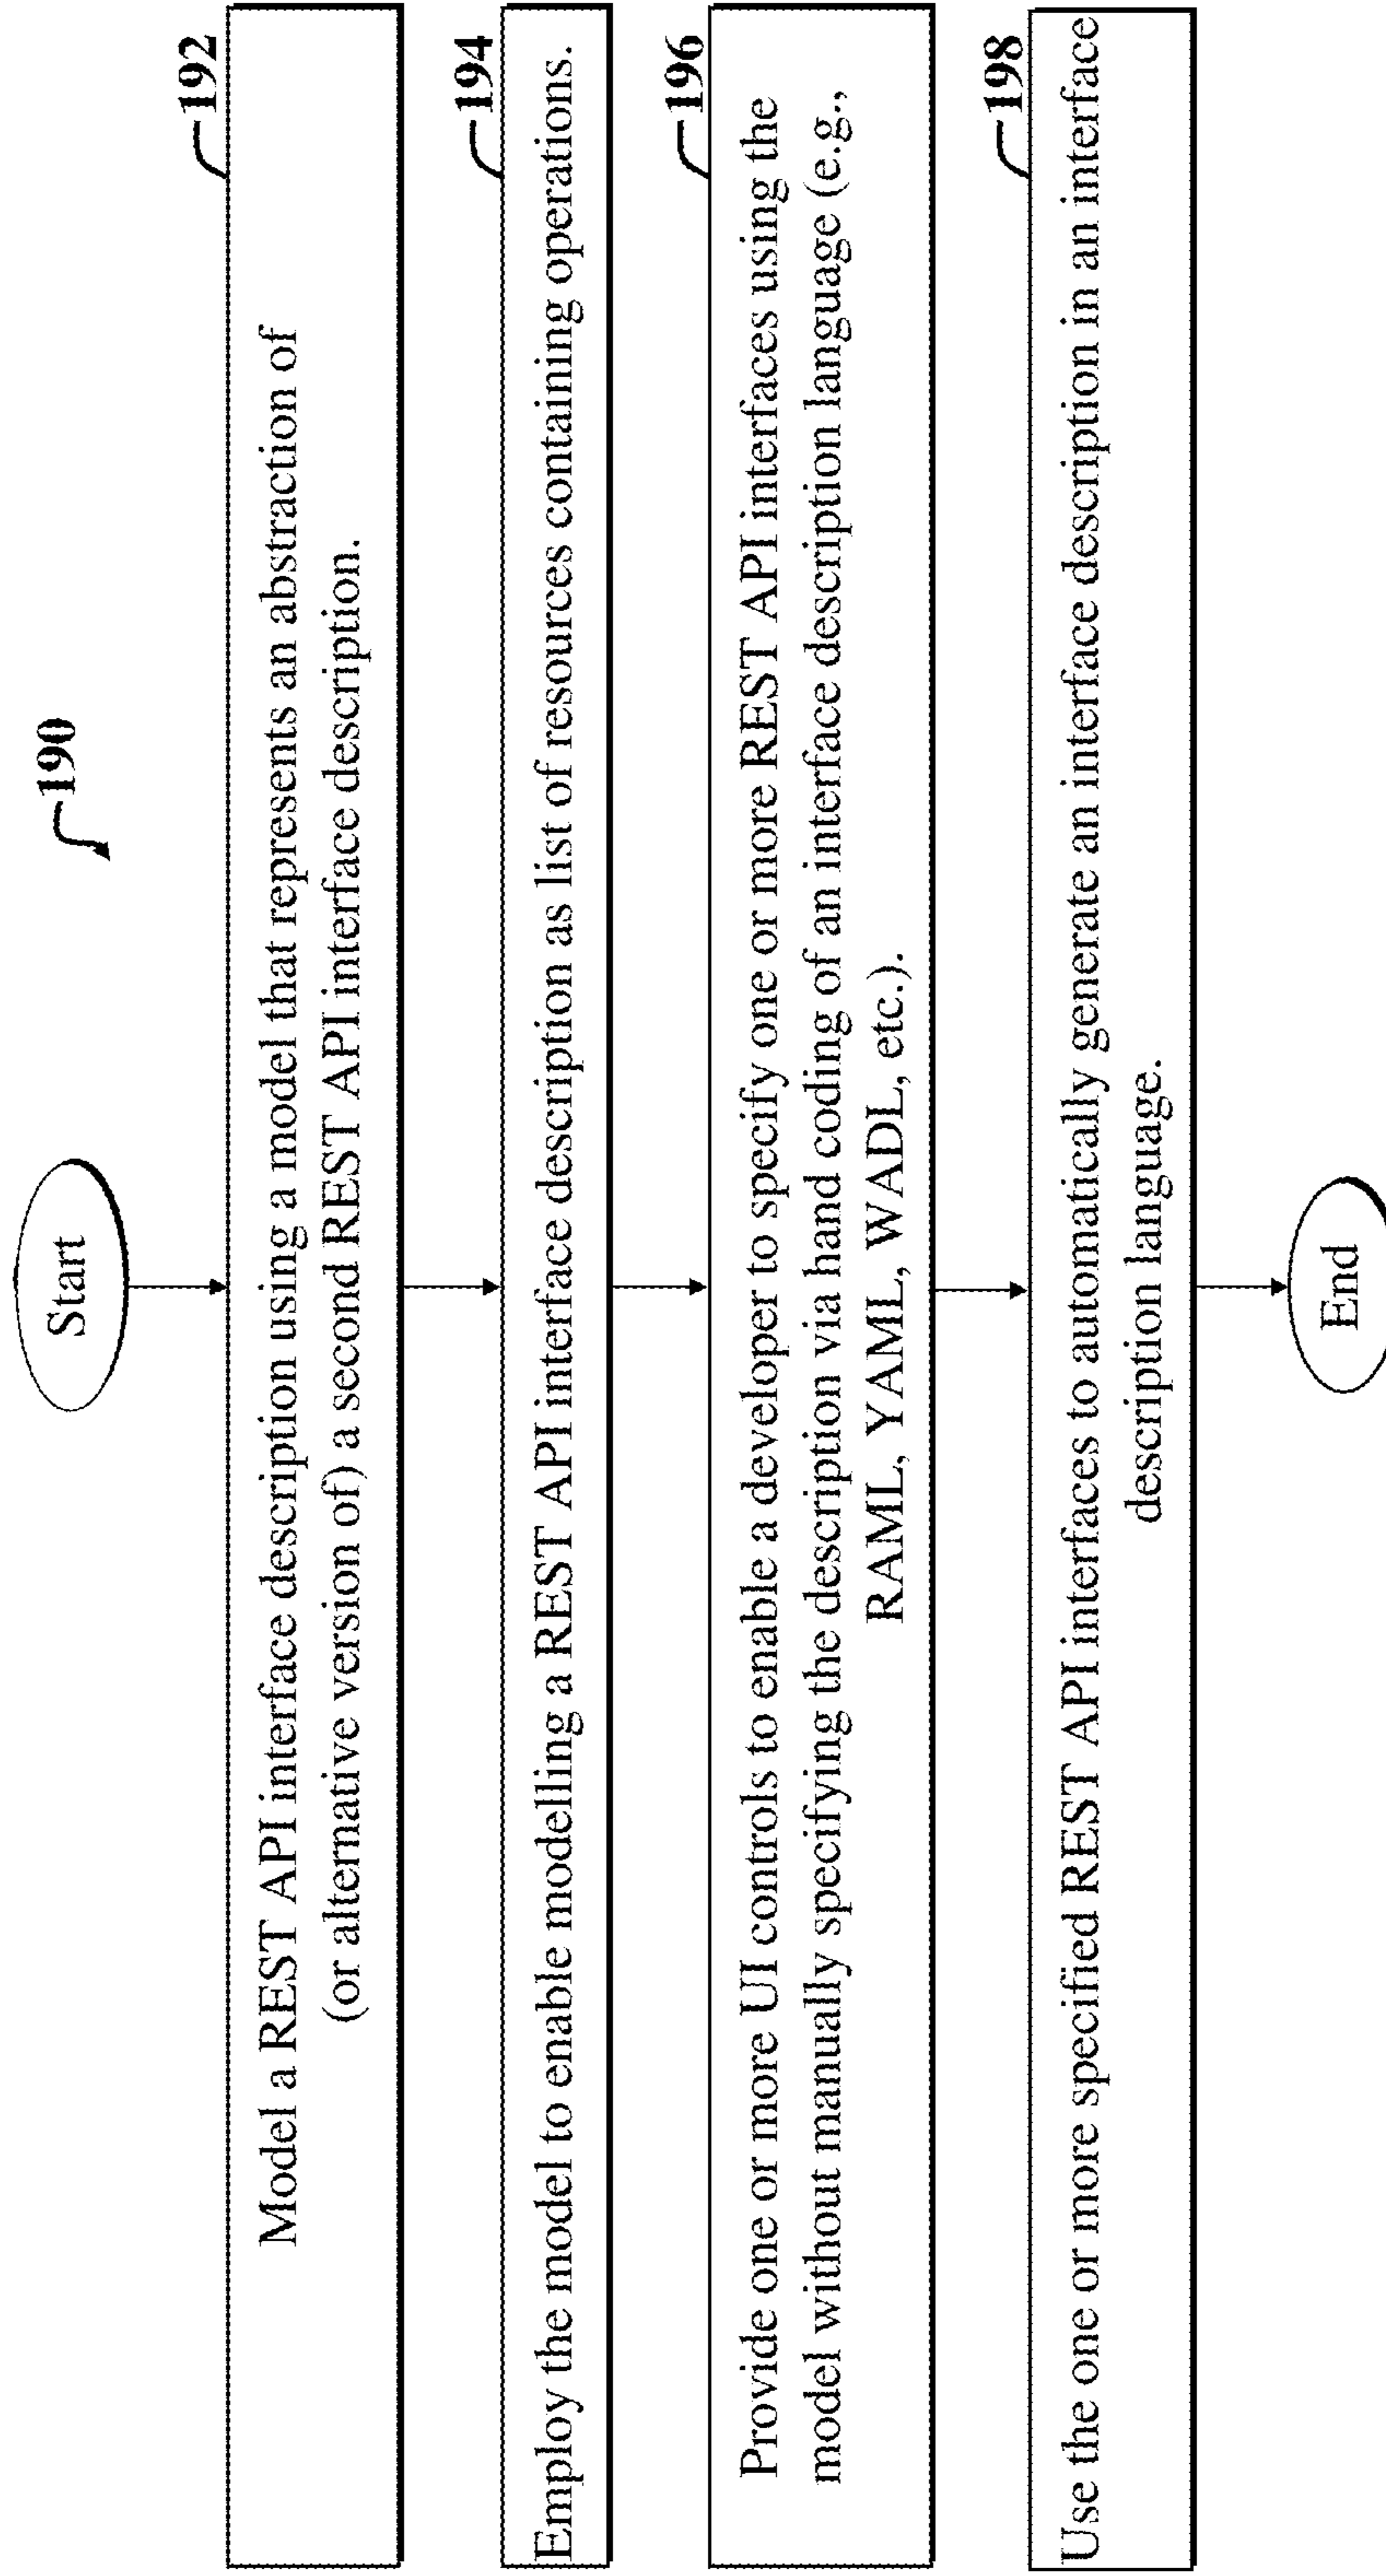 190
Start
192
Model a REST API interface description using a model that represents an abstraction of
(or alternative version of) a second REST API interface description.
194
Employ the model to enable modelling a REST API interface description as list of resources containing operations.
196
Provide one or more UI controls to enable a developer to specify one or more REST API interfaces using the
model without manually specifying the description via hand coding of an interface description language (e.g.,
RAML, YAML, WADL, etc.).
198
Use the one or more specified REST API interfaces to automatically generate an interface description in an interface
description language.
End